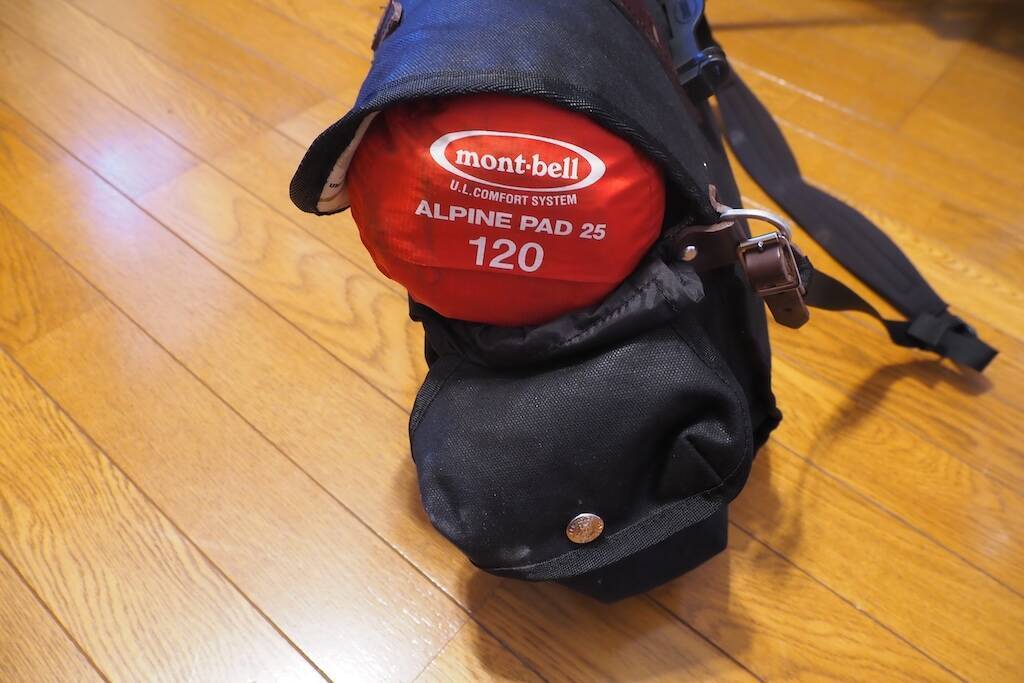 mont·bell
U.L.COMFORT SYSTEM
ALPINE PAD 25
120